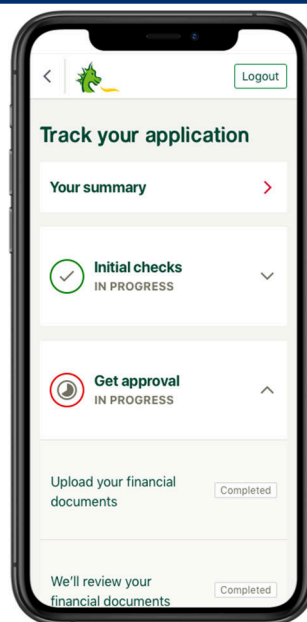 Logout
Track your application
Your summary
Initial checks
IN PROGRESS
Get approval
IN PROGRESS
Upload your financial
documents
Completed
We'll review your
financial documents
Completed